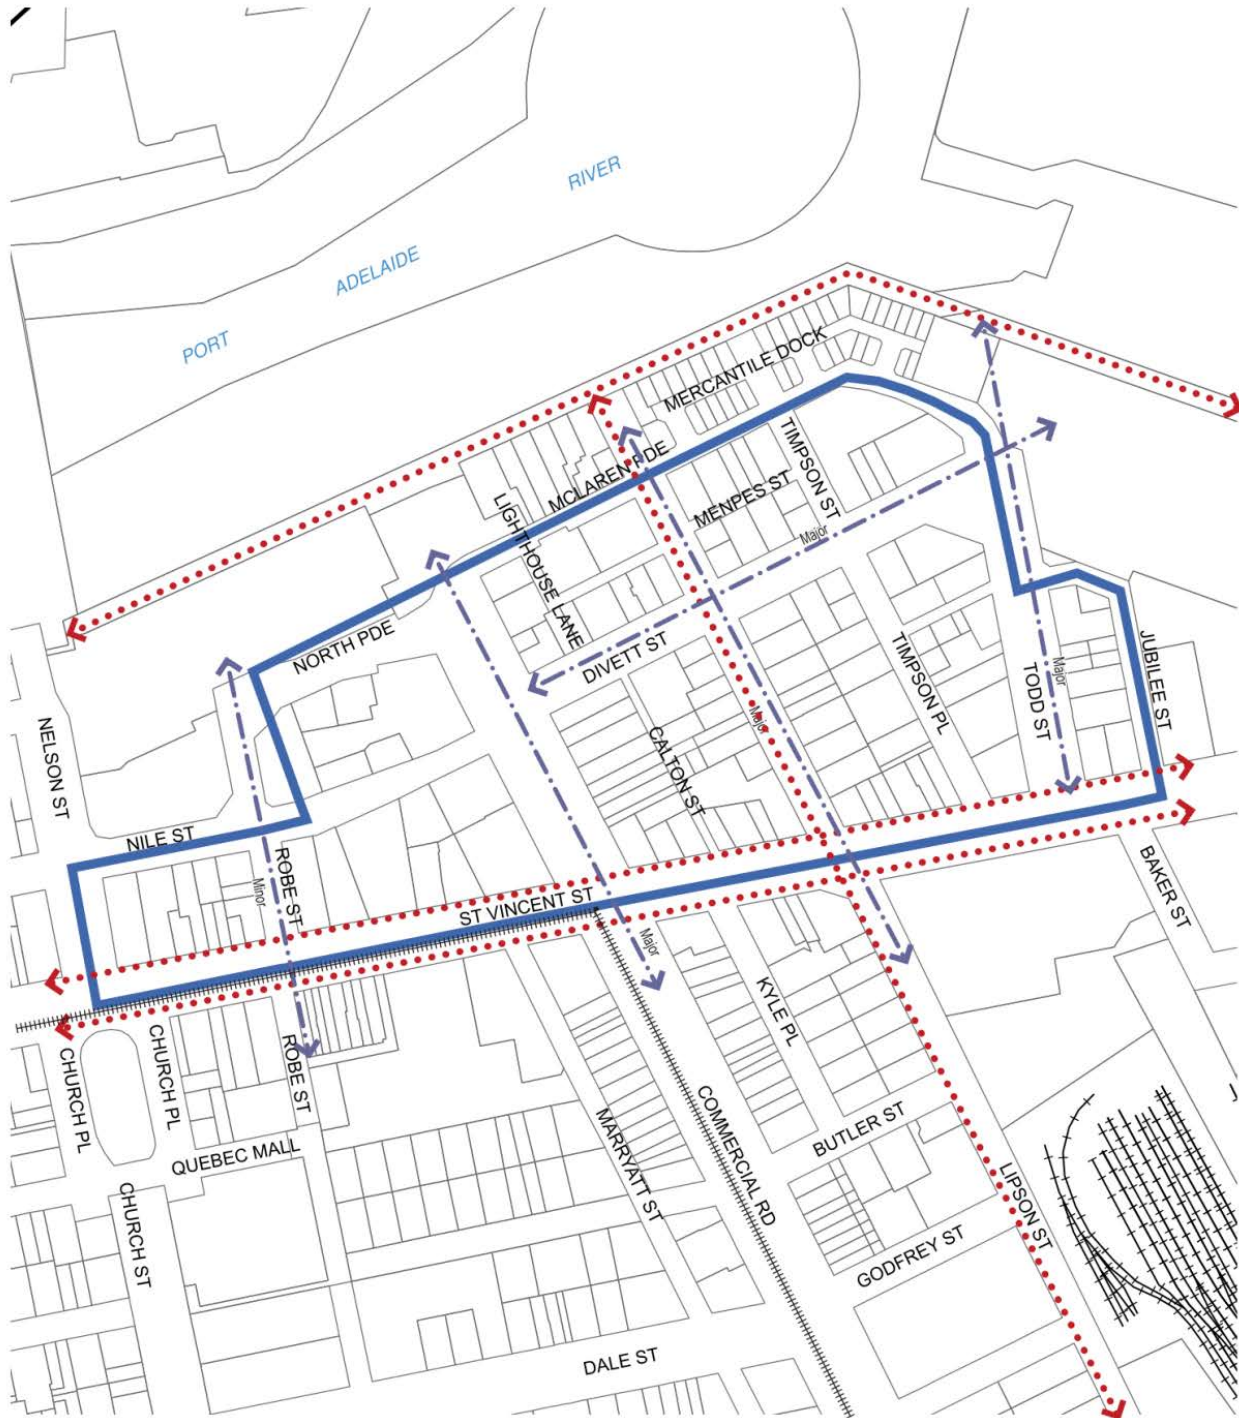 RIVER
ADELAIDE
PORT
MERCANTILE DOCK
MCLAREN PDE
TIMPSON ST
MENPES ST
LIGHTHOUSE LANE
Major
NORTH PDE
DIVETT ST
TIMPSON PL
TODD ST
Major
JUBILEE ST
NELSON ST
CALTON ST
Major
NILE ST
ROBE ST
Minor
ST VINCENT ST
BAKER ST
Major
KYLE PL
CHURCH PL
CHURCH PL
ROBE ST
QUEBEC MALL
MARRYATT ST
COMMERCIAL RD
BUTLER ST
CHURCH ST
LIPSON ST
GODFREY ST
DALE ST